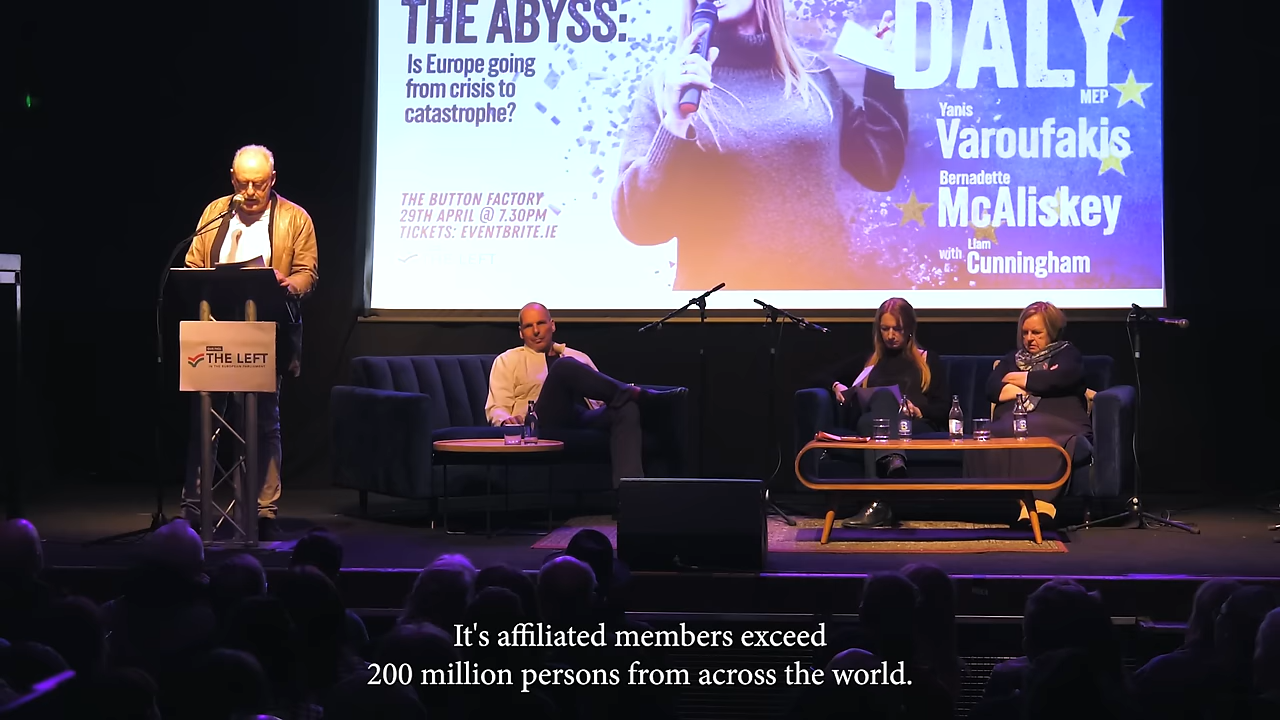 THE ABYSS:
Is Europe going
from crisis to
catastrophe?
THE BUTTON FACTORY
29TH APRIL @ 7.30PM
TICKETS: EVENTBRITE.IE
THE LEFT
DALY
MEP
Yanis
Varoufakis
Bernadette
McAliskey
with Liam
Cunningham
THE LEFT
IN THE EUROPEAN PARLIAMENT
It's affiliated members exceed
200 million persons from across the world.